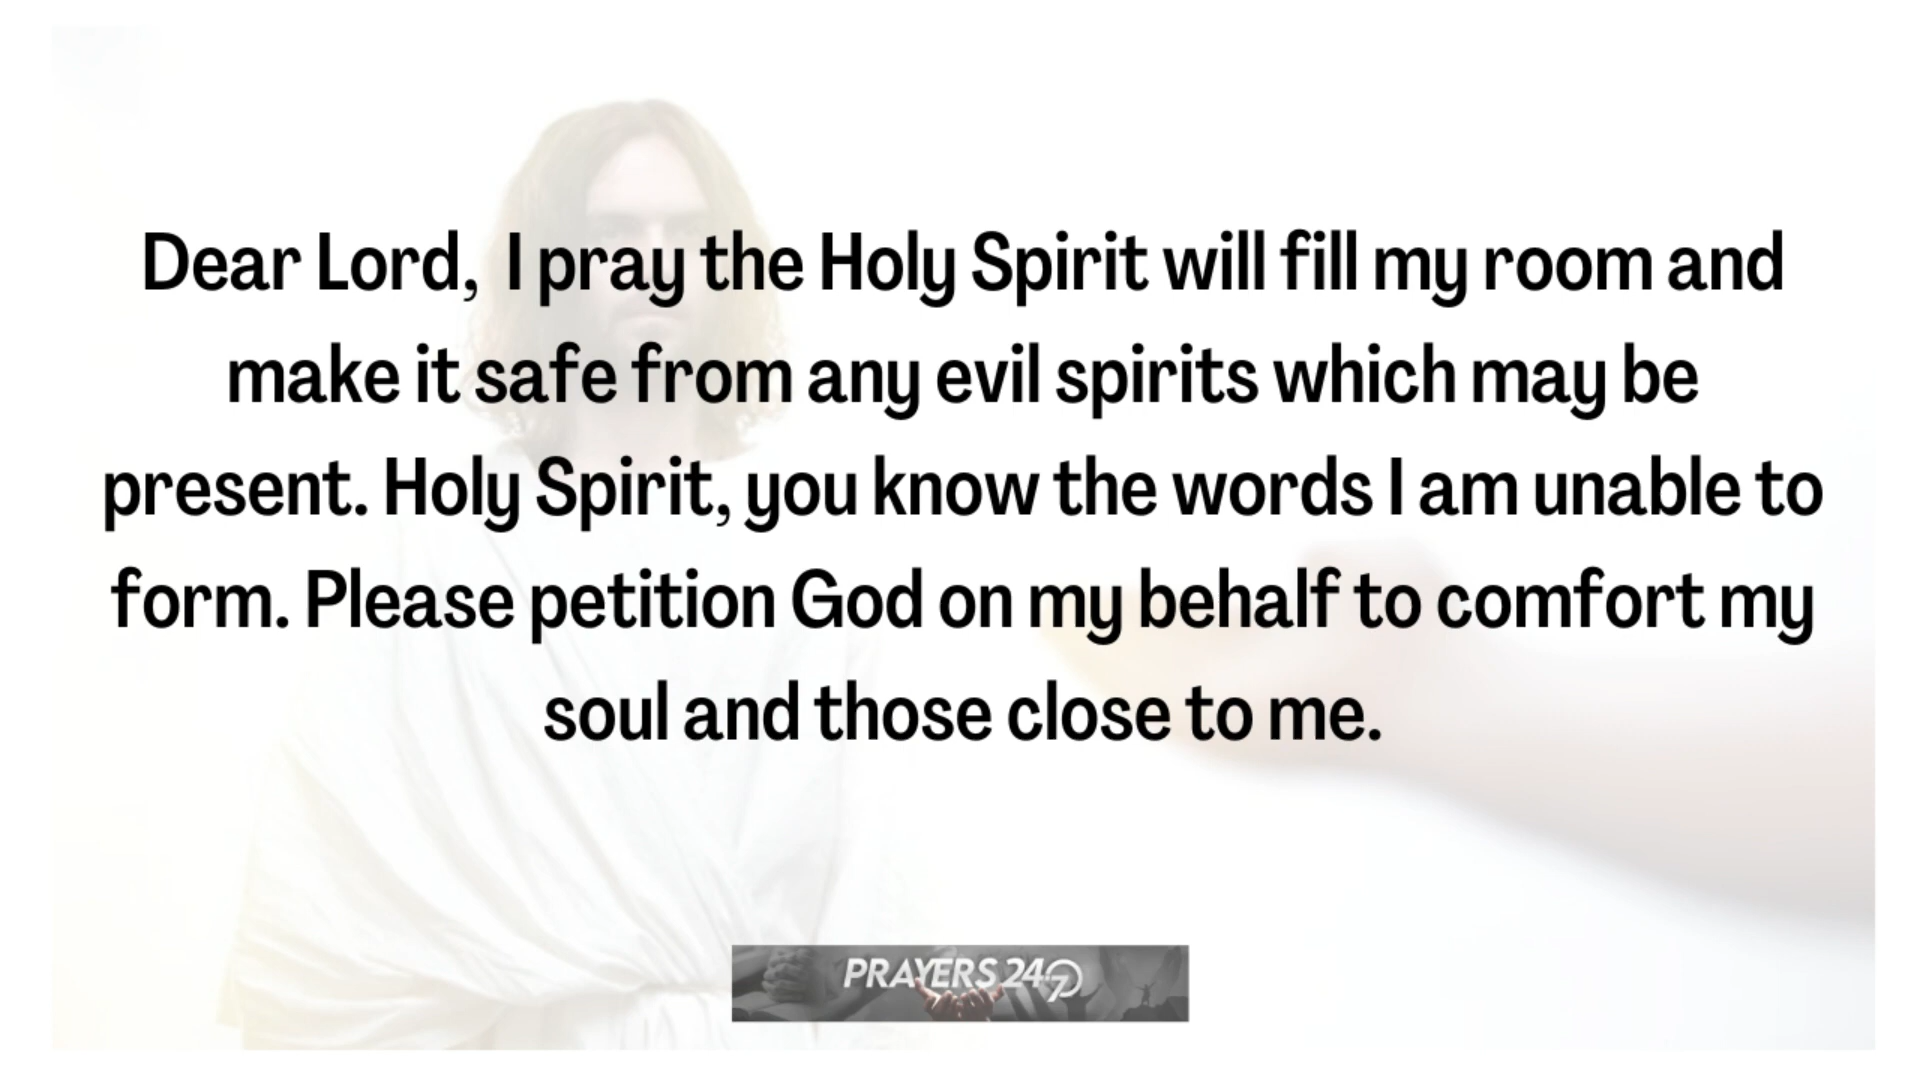 Dear Lord,  I pray the Holy Spirit will fill my room and
make it safe from any evil spirits which may be
present. Holy Spirit, you know the words I am unable to
form. Please petition God on my behalf to comfort my
soul and those close to me.
PRAYERS 24-7